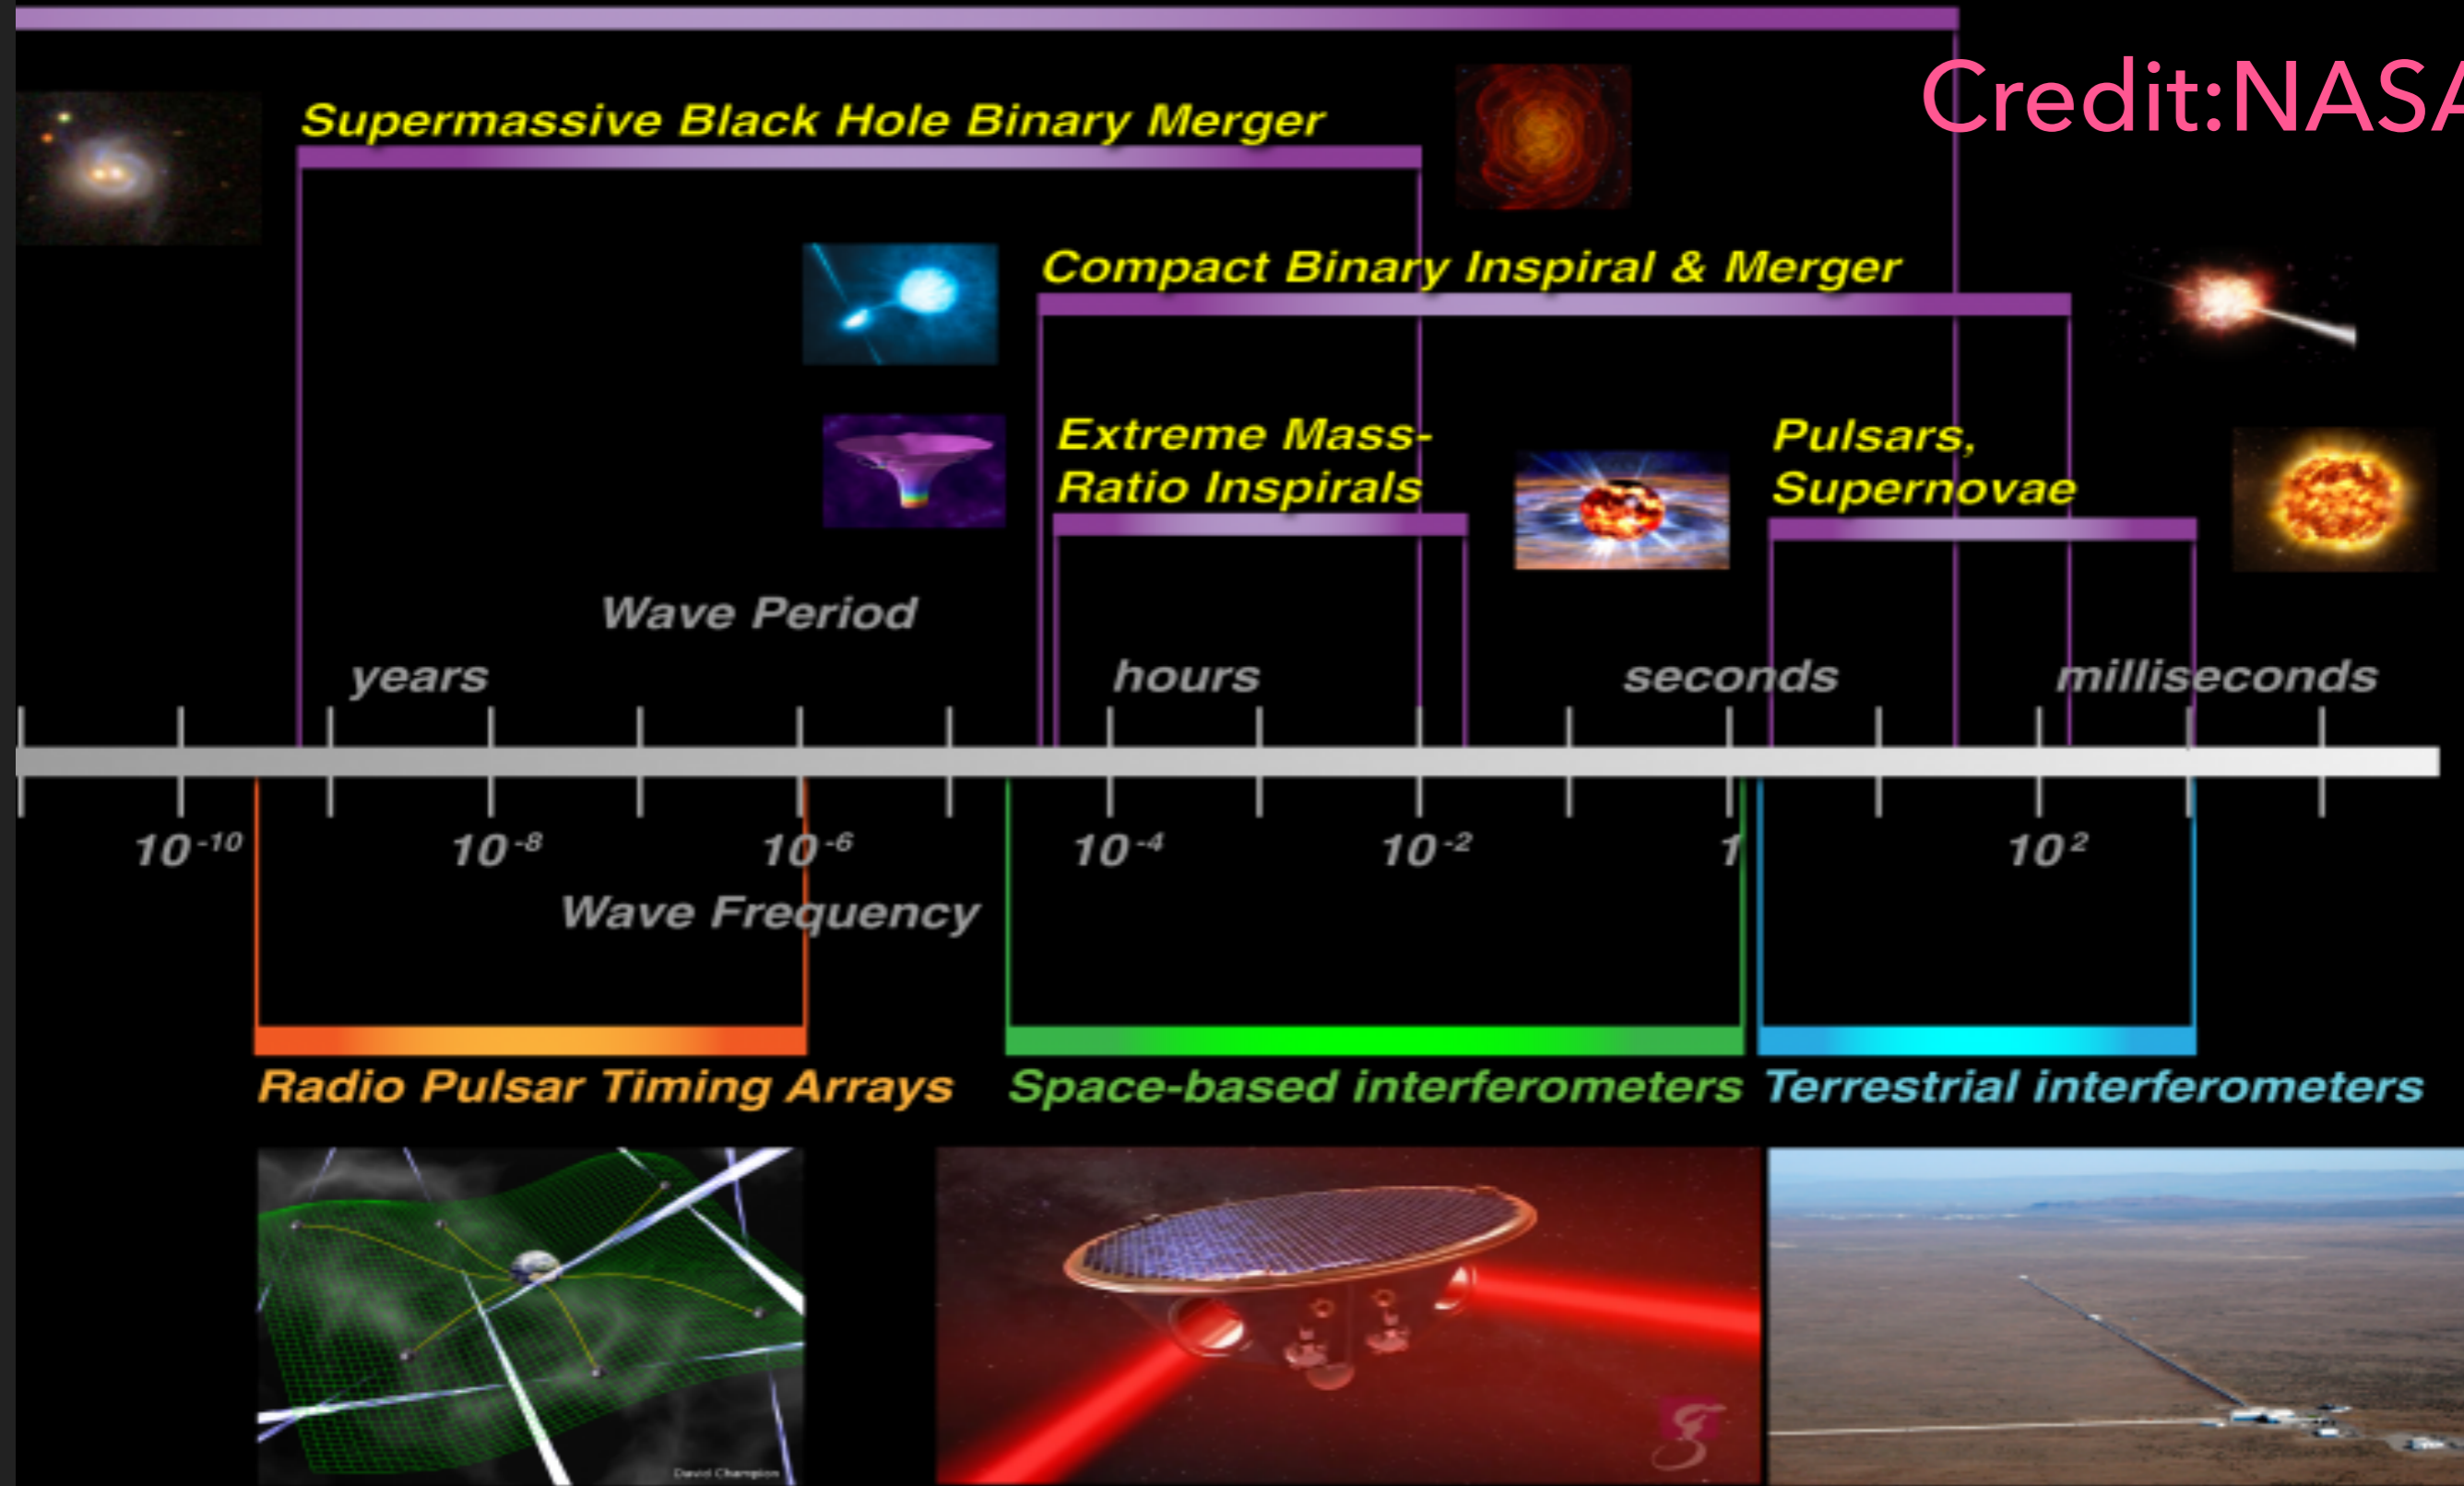 Credit:NASA
Supermassive Black Hole Binary Merger
Compact Binary Inspiral & Merger
Extreme Mass-
Ratio Inspirals
Pulsars,
Supernovae
Wave Period
years hours seconds milliseconds
10⁻¹⁰ 10⁻⁸ 10⁻⁶ 10⁻⁴ 10⁻² 1 10²
Wave Frequency
Radio Pulsar Timing Arrays Space-based interferometers Terrestrial interferometers
David Champion